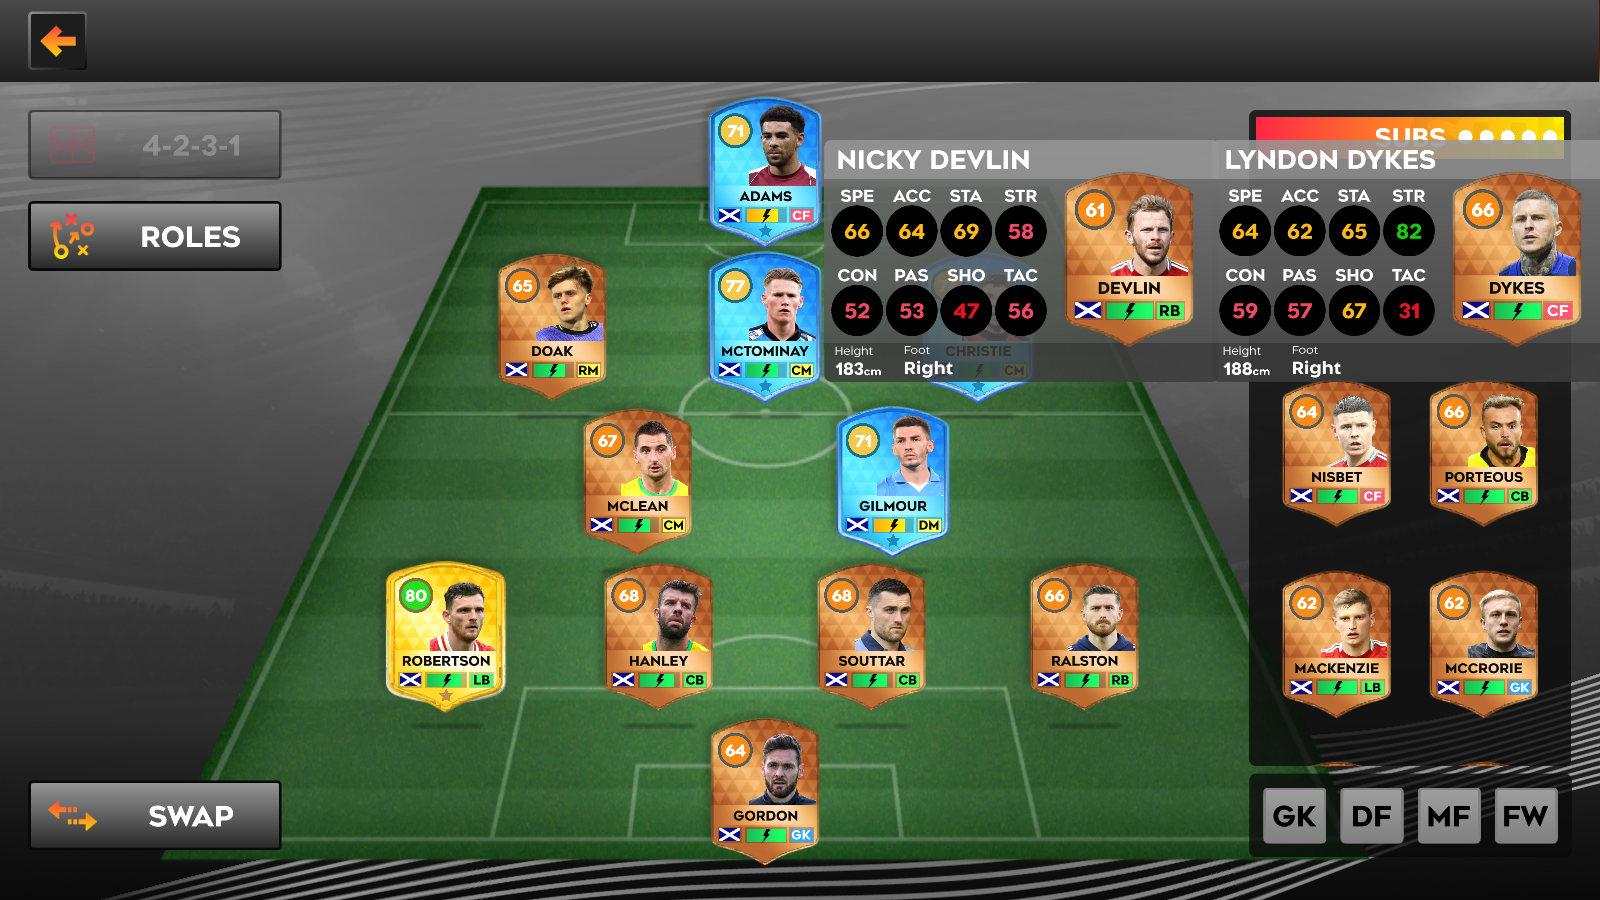 4-2-3-1
ROLES
SWAP
71
ADAMS
CF
SUBS
NICKY DEVLIN
SPE ACC STA STR
66 64 69 58
CON PAS SHO TAC
52 53 47 56
Height Foot
183cm Right
61
DEVLIN
RB
LYNDON DYKES
SPE ACC STA STR
64 62 65 82
CON PAS SHO TAC
59 57 67 31
Height Foot
188cm Right
66
DYKES
CF
65
DOAK
RM
77
MCTOMINAY
CM
CHRISTIE
CM
67
MCLEAN
CM
71
GILMOUR
DM
80
ROBERTSON
LB
68
HANLEY
CB
68
SOUTTAR
CB
66
RALSTON
RB
64
GORDON
GK
64
NISBET
CF
66
PORTEOUS
CB
62
MACKENZIE
LB
62
MCCRORIE
GK
GK DF MF FW